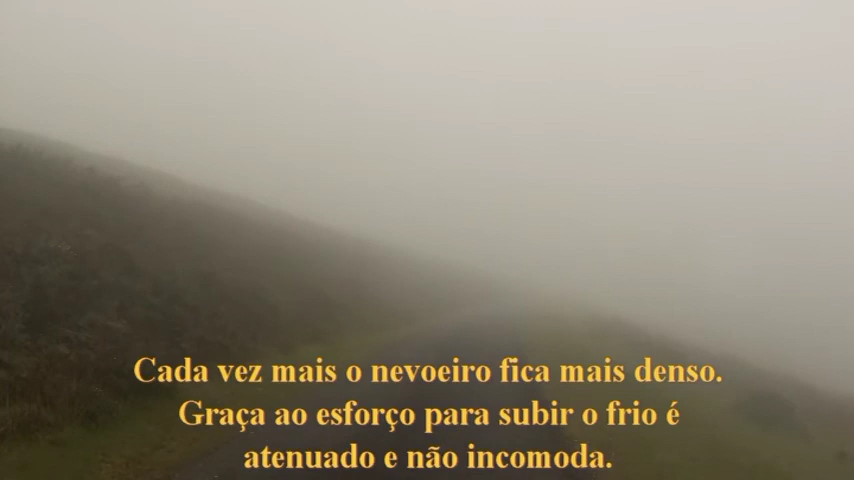 Cada vez mais o nevoeiro fica mais denso.
Graça ao esforço para subir o frio é
atenuado e não incomoda.